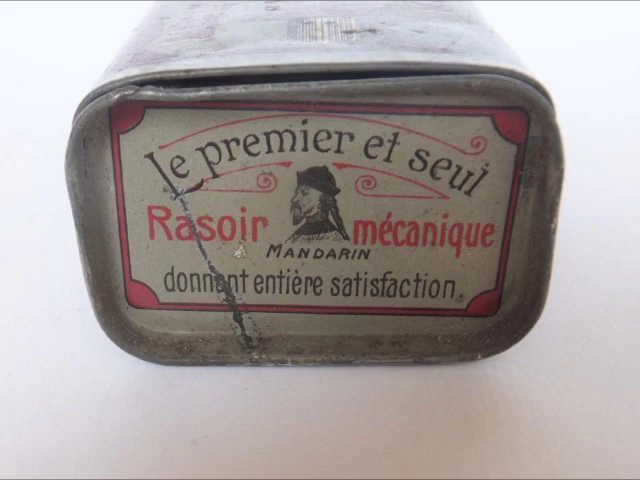 Le premier et seul
Rasoir mécanique
MANDARIN
donnant entière satisfaction.